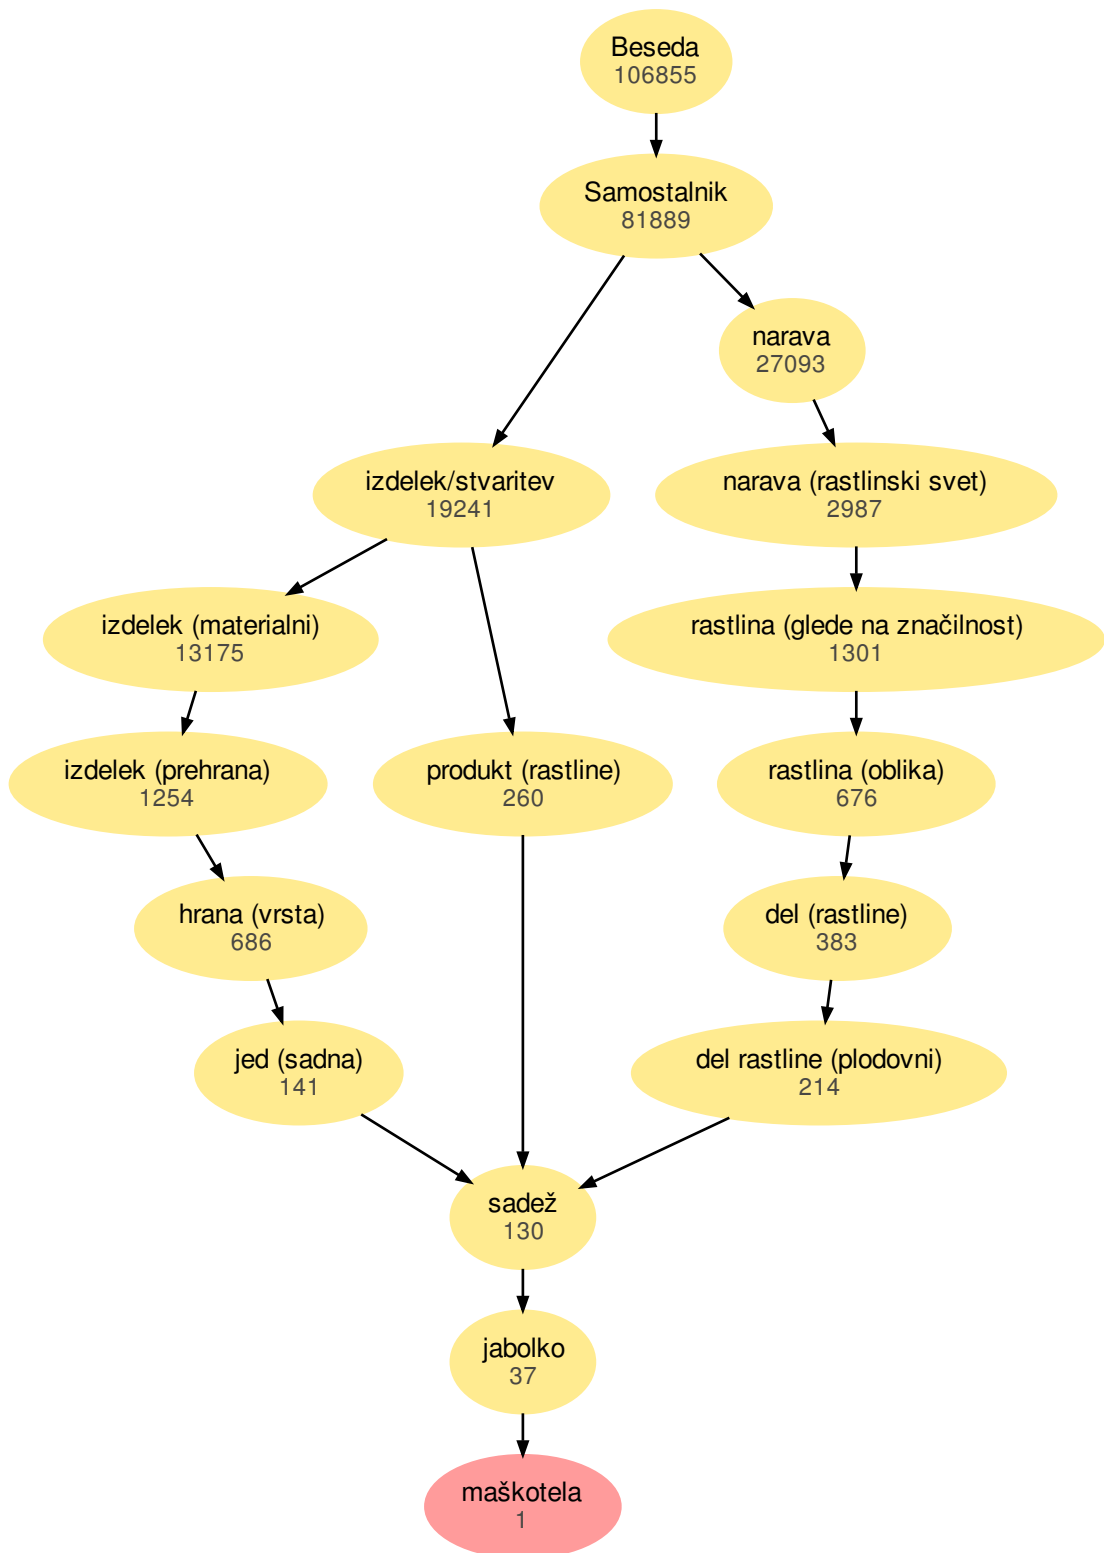 Beseda
106855
Samostalnik
81889
narava
27093
izdelek/stvaritev
19241
narava (rastlinski svet)
2987
izdelek (materialni)
13175
rastlina (glede na značilnost)
1301
izdelek (prehrana)
1254
produkt (rastline)
260
rastlina (oblika)
676
hrana (vrsta)
686
del (rastline)
383
jed (sadna)
141
del rastline (plodovni)
214
sadež
130
jabolko
37
maškotela
1